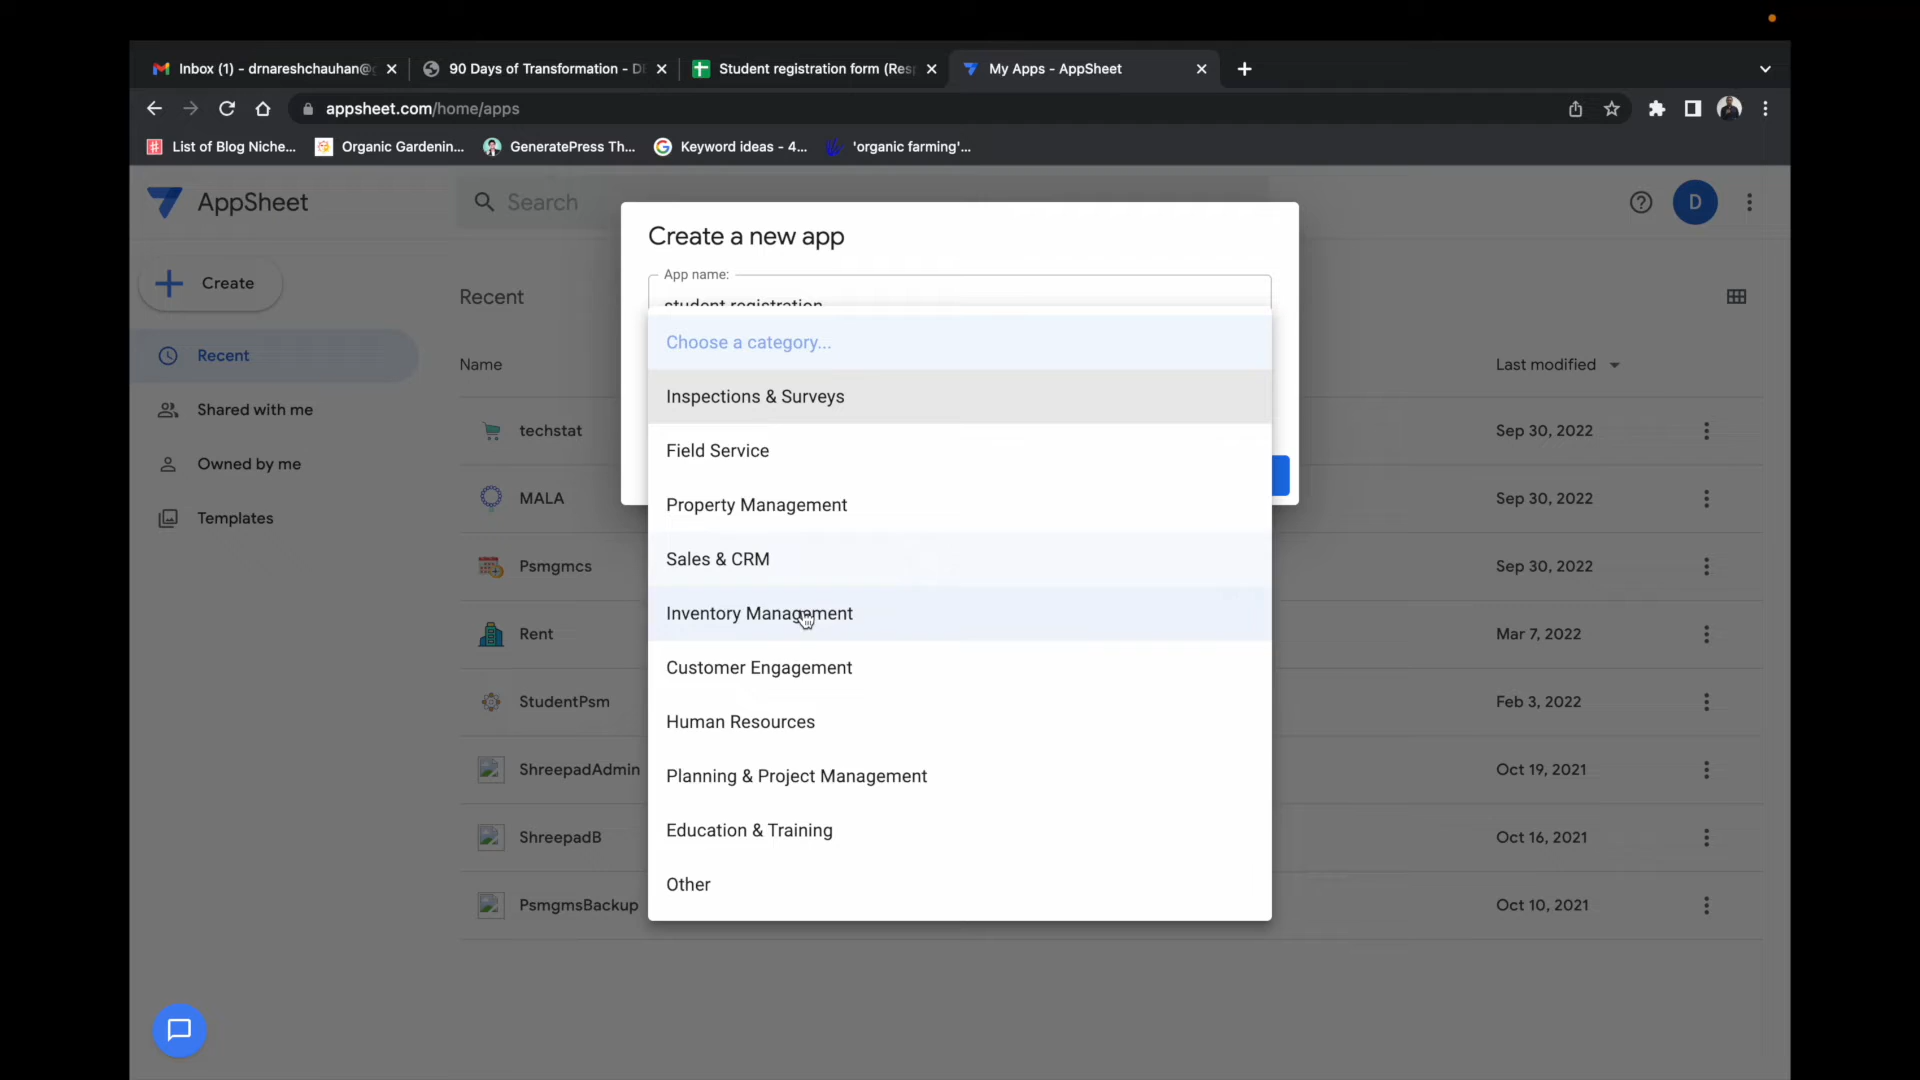 Inbox (1) - drnareshchauhan@g
90 Days of Transformation - D
Student registration form (Res
My Apps - AppSheet
appsheet.com/home/apps
List of Blog Niche...
Organic Gardenin...
GeneratePress Th...
Keyword ideas - 4...
'organic farming'...
AppSheet
Search
D
Create a new app
App name:
student registration
Create
Recent
Recent
Shared with me
Owned by me
Templates
Name
Last modified
techstat
Sep 30, 2022
MALA
Sep 30, 2022
Psmgmcs
Sep 30, 2022
Rent
Mar 7, 2022
StudentPsm
Feb 3, 2022
ShreepadAdmin
Oct 19, 2021
ShreepadB
Oct 16, 2021
PsmgmsBackup
Oct 10, 2021
Choose a category...
Inspections & Surveys
Field Service
Property Management
Sales & CRM
Inventory Management
Customer Engagement
Human Resources
Planning & Project Management
Education & Training
Other